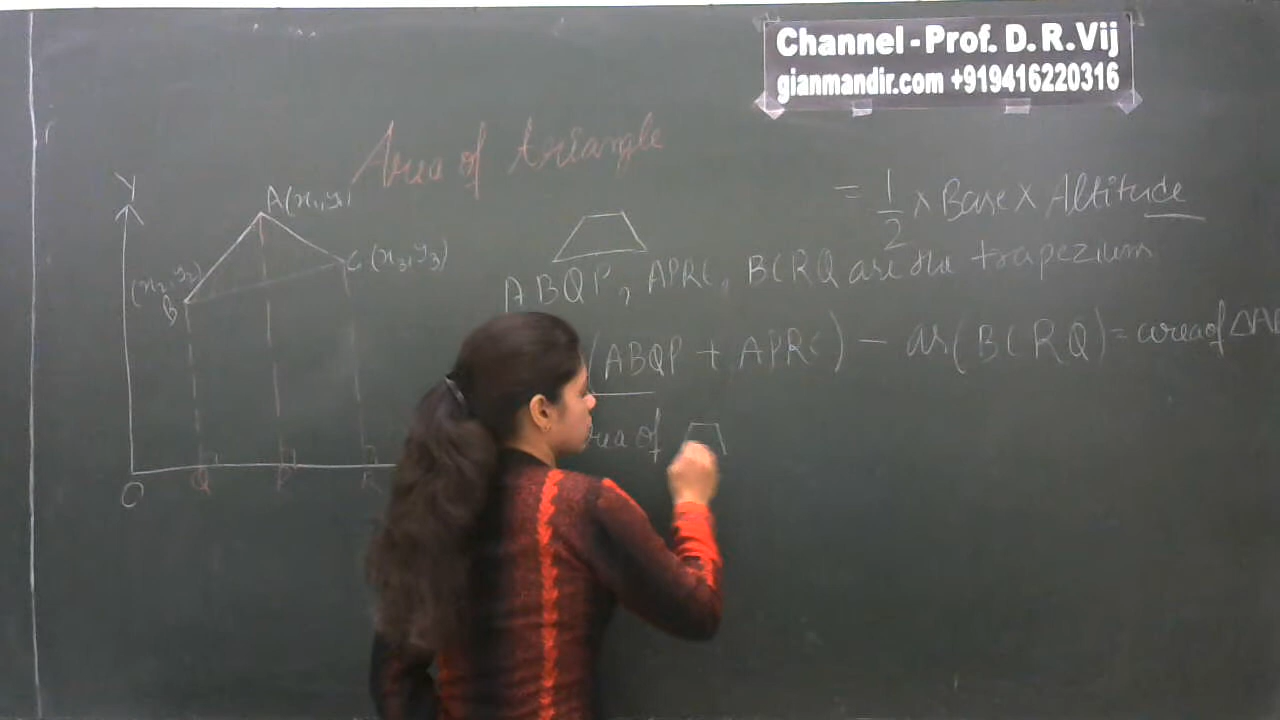 Channel - Prof. D. R. Vij
gianmandir.com +919416220316
Area of triangle
= 1/2 × Base × Altitude
Y
A(x₁,y₁)
C (x₃,y₃)
(x₂,y₂)
B
ABQP, APRC, BCRQ are the trapezium
(ABQP + APRC) - ar(BCRQ) = area of Δ
of
O
Q
P
R